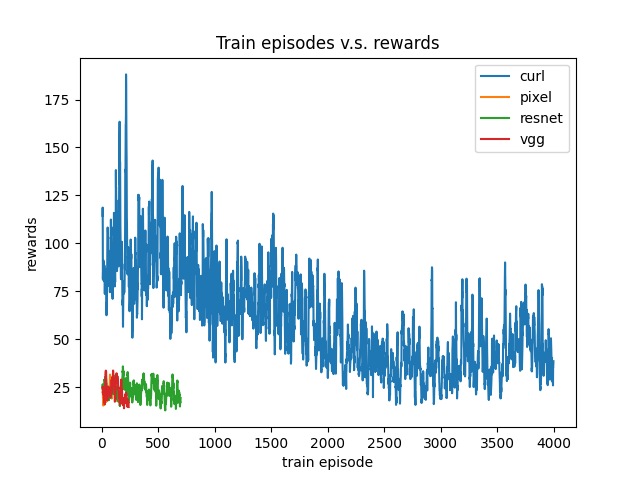 Train episodes v.s. rewards
curl
pixel
resnet
vgg
rewards
175
150
125
100
75
50
25
0 500 1000 1500 2000 2500 3000 3500 4000
train episode